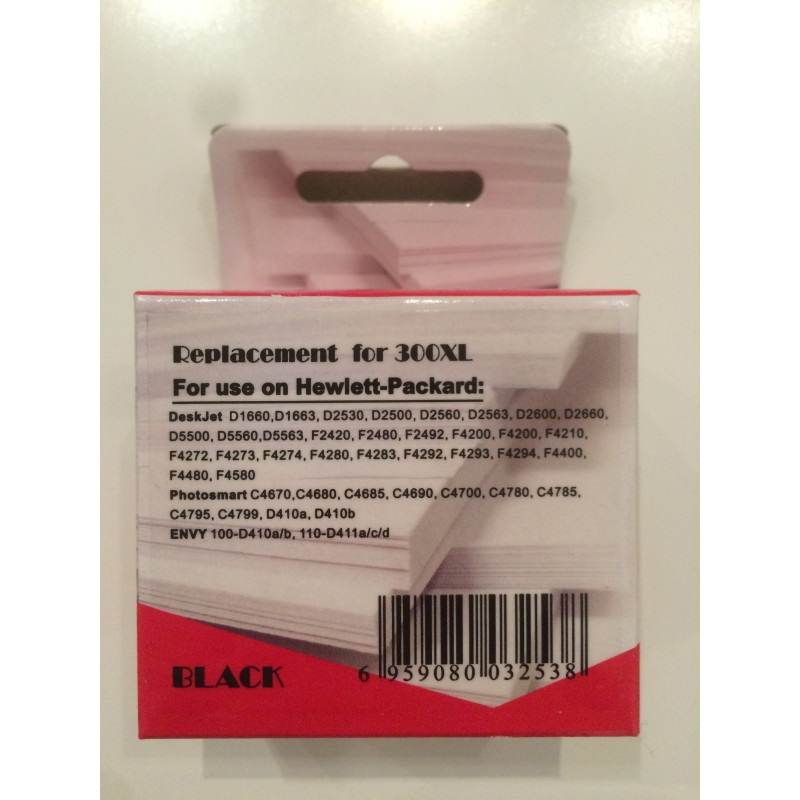 Replacement for 300XL
For use on Hewlett-Packard:
DeskJet D1660,D1663, D2530, D2500, D2560, D2563, D2600, D2660,
D5500, D5560,D5563, F2420, F2480, F2492, F4200, F4200, F4210,
F4272, F4273, F4274, F4280, F4283, F4292, F4293, F4294, F4400,
F4480, F4580
Photosmart C4670,C4680, C4685, C4690, C4700, C4780, C4785,
C4795, C4799, D410a, D410b
ENVY 100-D410a/b, 110-D411a/c/d
BLACK
6 959080 032538